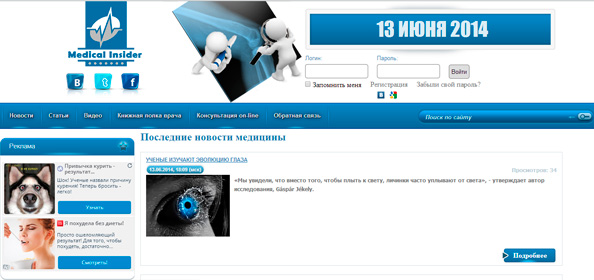 Medical Insider
13 ИЮНЯ 2014
Логин:
Пароль:
Войти
Запомнить меня
Регистрация
Забыли свой пароль?
Новости
Статьи
Видео
Книжная полка врача
Консультация on-line
Обратная связь
Поиск по сайту
Реклама
Привычка курить - результат...
Шок! Ученые назвали причину
курения! Теперь бросить -
легко!
Узнать
Я похудела без диеты!
Просто ошеломляющий
результат! Для того, чтобы
похудеть, достаточно...
Смотреть!
Последние новости медицины
УЧЕНЫЕ ИЗУЧАЮТ ЭВОЛЮЦИЮ ГЛАЗА
13.06.2014, 18:09 (мск)
Просмотров: 34
«Мы увидели, что вместо того, чтобы плыть к свету, личинки часто уплывают от света», - утверждает автор
исследования, Gáspár Jékely.
Подробнее